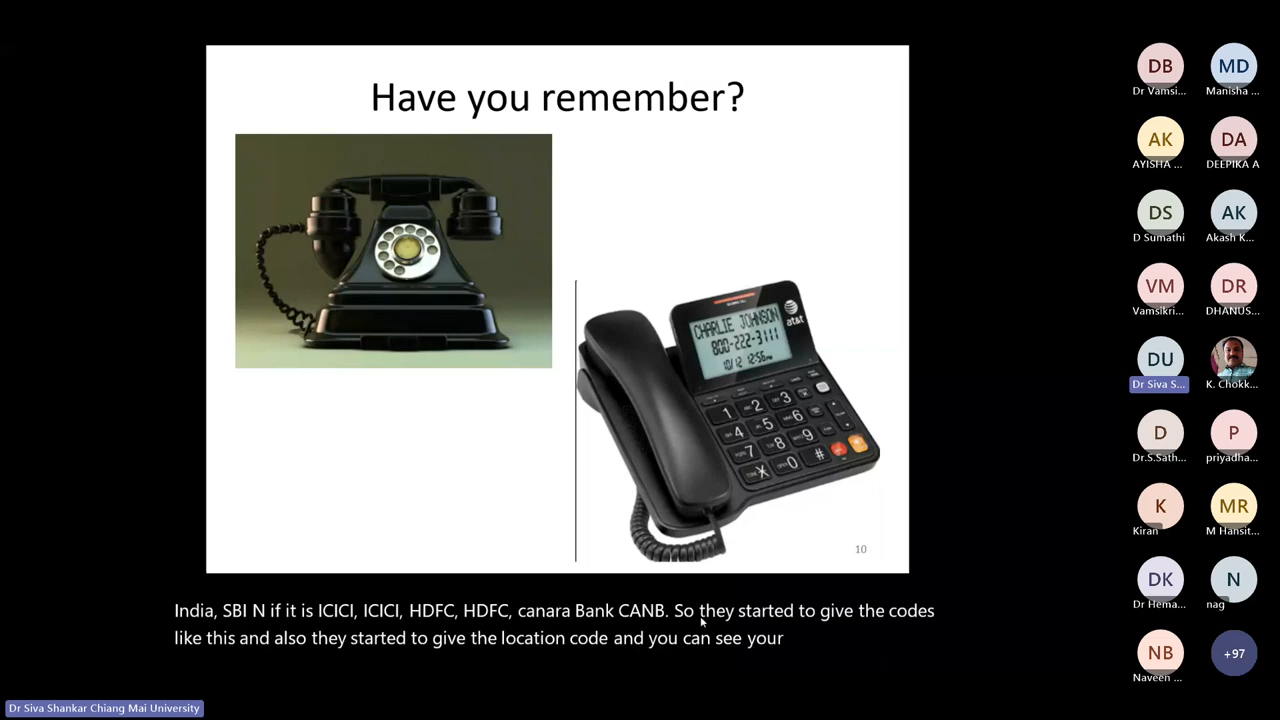 Have you remember?
CHARLIE JOHNSON
800-222-3111
10/12 12:56PM
at&t
1 2 3
4 5 6
7 8 9
0 #
10
India, SBI N if it is ICICI, ICICI, HDFC, HDFC, canara Bank CANB. So they started to give the codes
like this and also they started to give the location code and you can see your
Dr Siva Shankar Chiang Mai University
DB MD
Dr Vamsi... Manisha ...
AK DA
AYISHA ... DEEPIKA A
DS AK
D Sumathi Akash K...
VM DR
Vamsikri... DHANUS...
DU
Dr Siva S... K. Chokk...
D P
Dr.S.Sath... priyadha...
K MR
Kiran M Hansit...
DK N
Dr Hema... nag
NB +97
Naveen ...